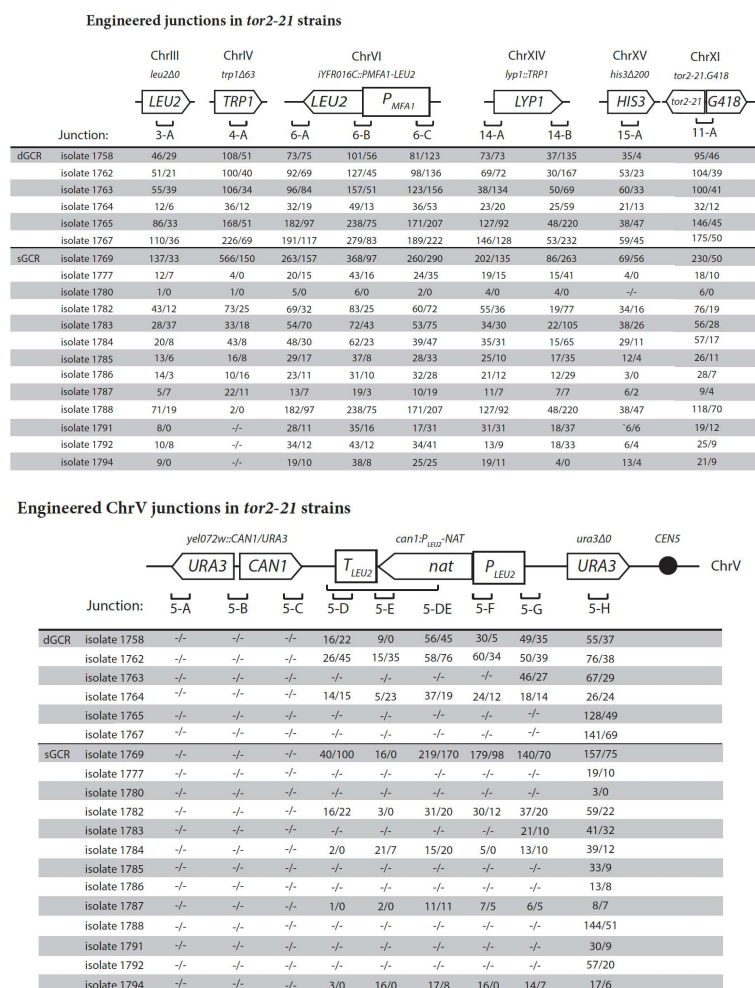 Engineered junctions in tor2-21 strains
ChrIII ChrIV ChrVI ChrXIV ChrXV ChrXI
leu2Δ0 trp1Δ63 iYFR016C::PMFA1-LEU2 lyp1::TRP1 his3Δ200 tor2-21.G418
LEU2 TRP1 LEU2 P MFA1 LYP1 HIS3 tor2-21 G418
Junction: 3-A 4-A 6-A 6-B 6-C 14-A 14-B 15-A 11-A
dGCR isolate 1758 46/29 108/51 73/75 101/56 81/123 73/73 37/135 35/4 95/46
isolate 1762 51/21 100/40 92/69 127/45 98/136 69/72 30/167 53/23 104/39
isolate 1763 55/39 106/34 96/84 157/51 123/156 38/134 50/69 60/33 100/41
isolate 1764 12/6 36/12 32/19 49/13 36/53 23/20 25/59 21/13 32/12
isolate 1765 86/33 168/51 182/97 238/75 171/207 127/92 48/220 38/47 146/45
isolate 1767 110/36 226/69 191/117 279/83 189/222 146/128 53/232 59/45 175/50
sGCR isolate 1769 137/33 566/150 263/157 368/97 260/290 202/135 86/263 69/56 230/50
isolate 1777 12/7 4/0 20/15 43/16 24/35 19/15 15/41 4/0 18/10
isolate 1780 1/0 1/0 5/0 6/0 2/0 4/0 4/0 -/- 6/0
isolate 1782 43/12 73/25 69/32 83/25 60/72 55/36 19/77 34/16 76/19
isolate 1783 28/37 33/18 54/70 72/43 53/75 34/30 22/105 38/26 56/28
isolate 1784 20/8 43/8 48/30 62/23 39/47 35/31 15/65 29/11 57/17
isolate 1785 13/6 16/8 29/17 37/8 28/33 25/10 17/35 12/4 26/11
isolate 1786 14/3 10/16 23/11 31/10 32/28 21/12 12/29 3/0 28/7
isolate 1787 5/7 22/11 13/7 19/3 10/19 11/7 7/7 6/2 9/4
isolate 1788 71/19 2/0 182/97 238/75 171/207 127/92 48/220 38/47 118/70
isolate 1791 8/0 -/- 28/11 35/16 17/31 31/31 18/37 `6/6 19/12
isolate 1792 10/8 -/- 34/12 43/12 34/41 13/9 18/33 6/4 25/9
isolate 1794 9/0 -/- 19/10 38/8 25/25 19/11 4/0 13/4 21/9
Engineered ChrV junctions in tor2-21 strains
yel072w::CAN1/URA3 can1:PLEU2-NAT ura3Δ0 CEN5
URA3 CAN1 TLEU2 nat PLEU2 URA3 ChrV
Junction: 5-A 5-B 5-C 5-D 5-E 5-DE 5-F 5-G 5-H
dGCR isolate 1758 -/- -/- -/- 16/22 9/0 56/45 30/5 49/35 55/37
isolate 1762 -/- -/- -/- 26/45 15/35 58/76 60/34 50/39 76/38
isolate 1763 -/- -/- -/- -/- -/- -/- -/- 46/27 67/29
isolate 1764 -/- -/- -/- 14/15 5/23 37/19 24/12 18/14 26/24
isolate 1765 -/- -/- -/- -/- -/- -/- -/- -/- 128/49
isolate 1767 -/- -/- -/- -/- -/- -/- -/- -/- 141/69
sGCR isolate 1769 -/- -/- -/- 40/100 16/0 219/170 179/98 140/70 157/75
isolate 1777 -/- -/- -/- -/- -/- -/- -/- -/- 19/10
isolate 1780 -/- -/- -/- -/- -/- -/- -/- -/- 3/0
isolate 1782 -/- -/- -/- 16/22 3/0 31/20 30/12 37/20 59/22
isolate 1783 -/- -/- -/- -/- -/- -/- -/- 21/10 41/32
isolate 1784 -/- -/- -/- 2/0 21/7 15/20 5/0 13/10 39/12
isolate 1785 -/- -/- -/- -/- -/- -/- -/- -/- 33/9
isolate 1786 -/- -/- -/- -/- -/- -/- -/- -/- 13/8
isolate 1787 -/- -/- -/- 1/0 2/0 11/11 7/5 6/5 8/7
isolate 1788 -/- -/- -/- -/- -/- -/- -/- -/- 144/51
isolate 1791 -/- -/- -/- -/- -/- -/- -/- -/- 30/9
isolate 1792 -/- -/- -/- -/- -/- -/- -/- -/- 57/20
isolate 1794 -/- -/- -/- 3/0 16/0 17/8 16/0 14/7 17/6